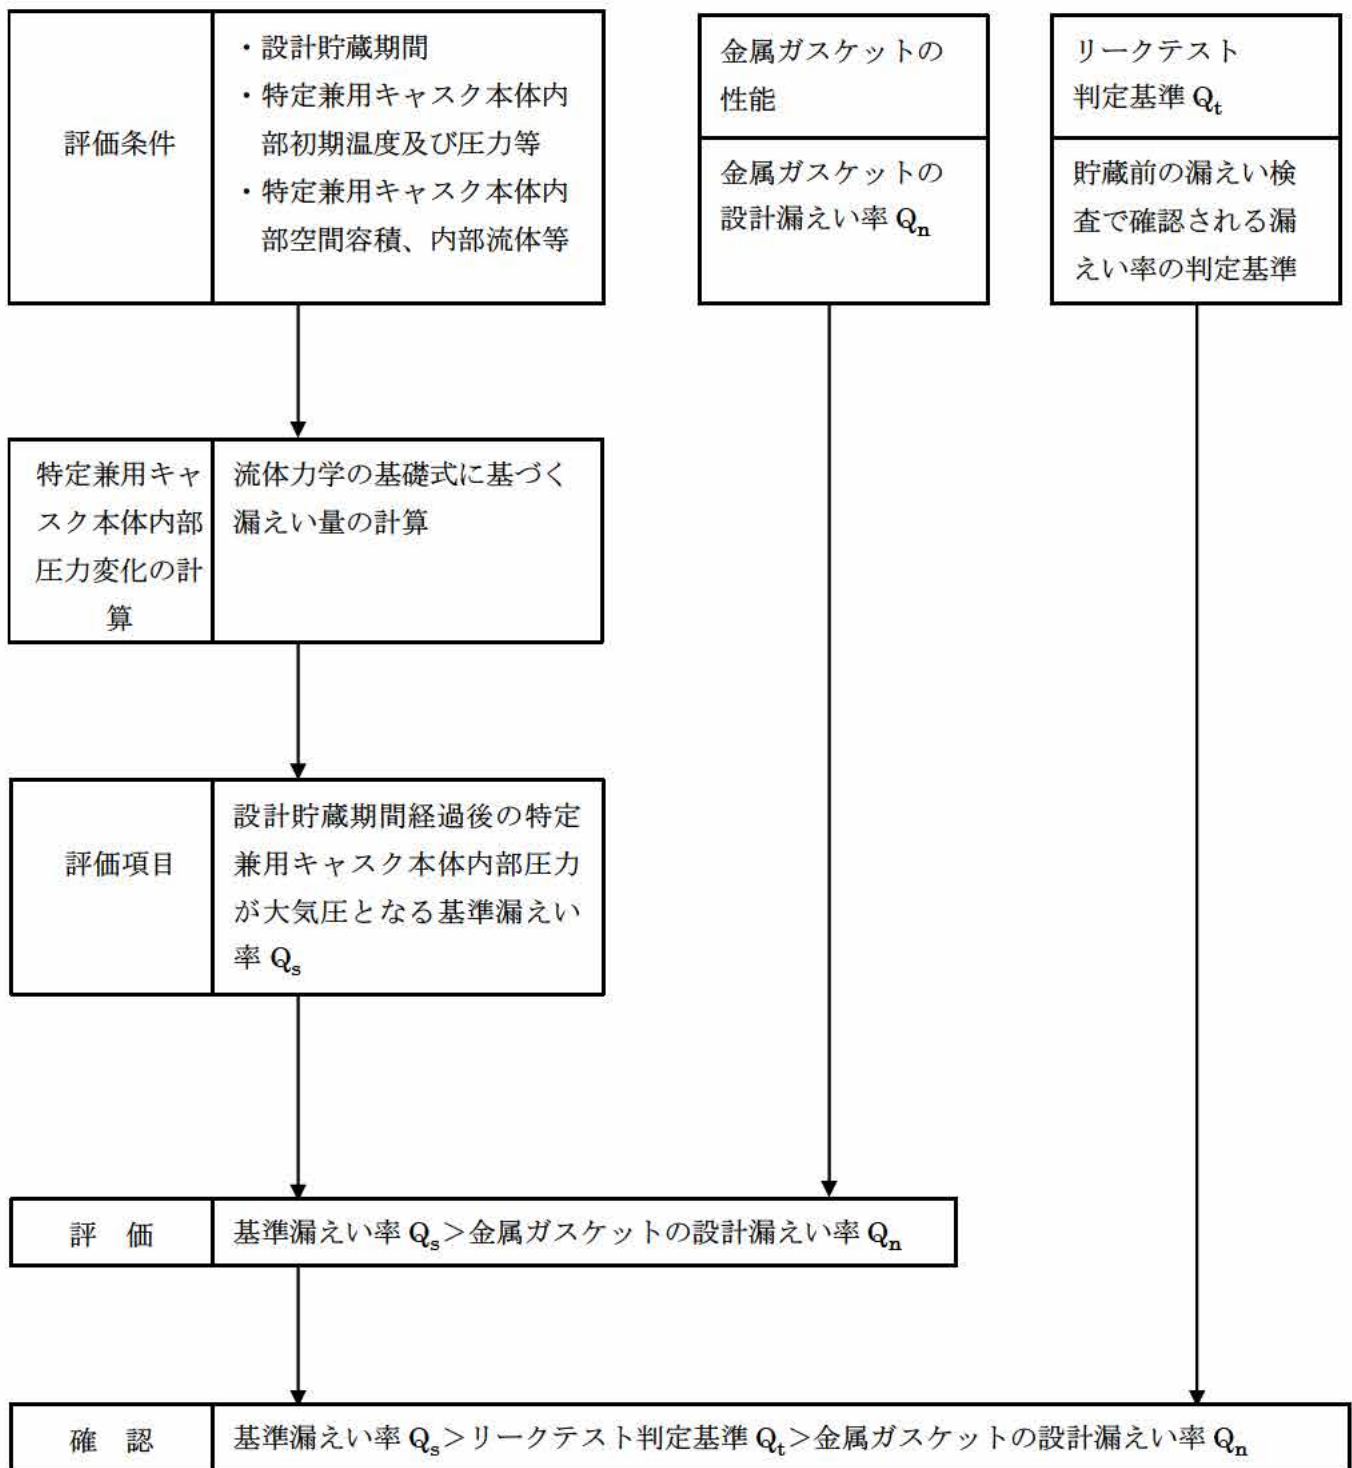 評価条件
・設計貯蔵期間
・特定兼用キャスク本体内
部初期温度及び圧力等
・特定兼用キャスク本体内
部空間容積、内部流体等
金属ガスケットの
性能
金属ガスケットの
設計漏えい率 Qn
リークテスト
判定基準 Qt
貯蔵前の漏えい検
査で確認される漏
えい率の判定基準
特定兼用キャ
スク本体内部
圧力変化の計
算
流体力学の基礎式に基づく
漏えい量の計算
評価項目
設計貯蔵期間経過後の特定
兼用キャスク本体内部圧力
が大気圧となる基準漏えい
率 Qs
評 価
基準漏えい率 Qs>金属ガスケットの設計漏えい率 Qn
確 認
基準漏えい率 Qs>リークテスト判定基準 Qt>金属ガスケットの設計漏えい率 Qn